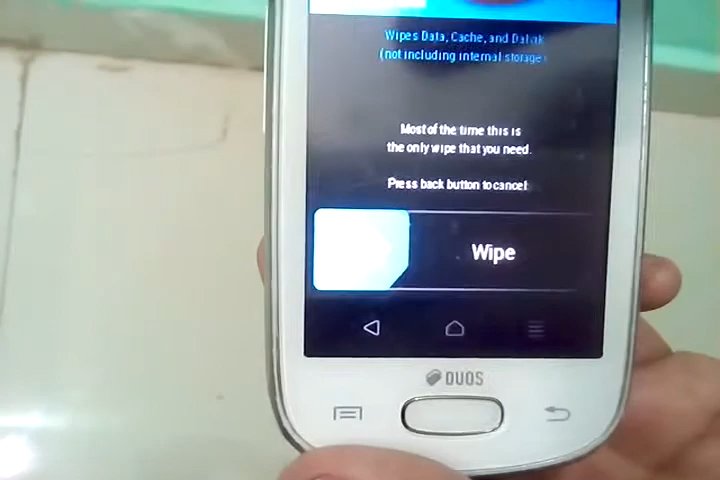 Wipes Data, Cache, and Dalvik
(not including internal storage)
Most of the time this is
the only wipe that you need.
Press back button to cancel.
Wipe
DUOS